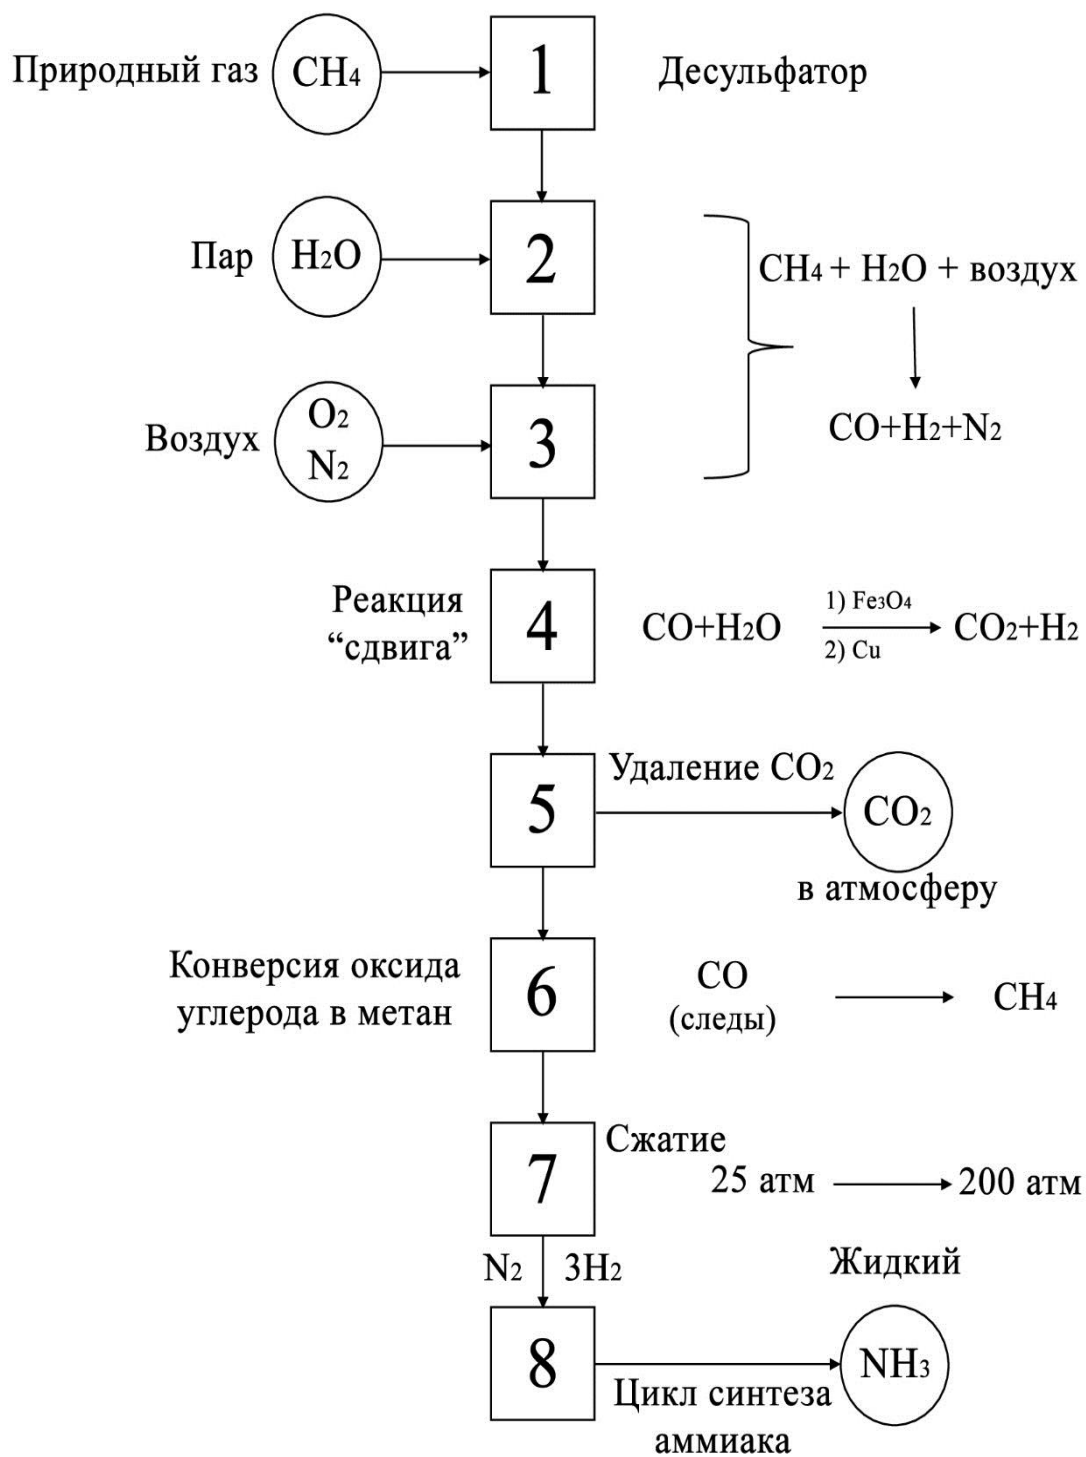 Природный газ CH₄ 1 Десульфатор
Пар H₂O 2
CH₄ + H₂O + воздух
CO+H₂+N₂
Воздух O₂ N₂ 3
Реакция “сдвига” 4
CO+H₂O 1) Fe₃O₄ 2) Cu CO₂+H₂
5 Удаление CO₂ CO₂
в атмосферу
Конверсия оксида
углерода в метан
6
CO
(следы)
CH₄
7 Сжатие
25 атм 200 атм
N₂ 3H₂
Жидкий
8 NH₃
Цикл синтеза
аммиака